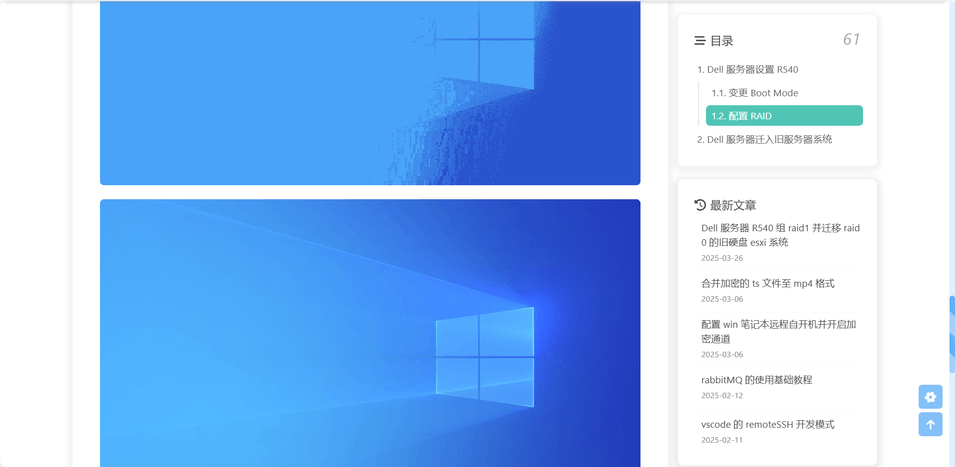 目录
61
1. Dell 服务器设置 R540
1.1. 变更 Boot Mode
1.2. 配置 RAID
2. Dell 服务器迁入旧服务器系统
最新文章
Dell 服务器 R540 组 raid1 并迁移 raid
0 的旧硬盘 esxi 系统
2025-03-26
合并加密的 ts 文件至 mp4 格式
2025-03-06
配置 win 笔记本远程自开机并开启加
密通道
2025-03-06
rabbitMQ 的使用基础教程
2025-02-12
vscode 的 remoteSSH 开发模式
2025-02-11